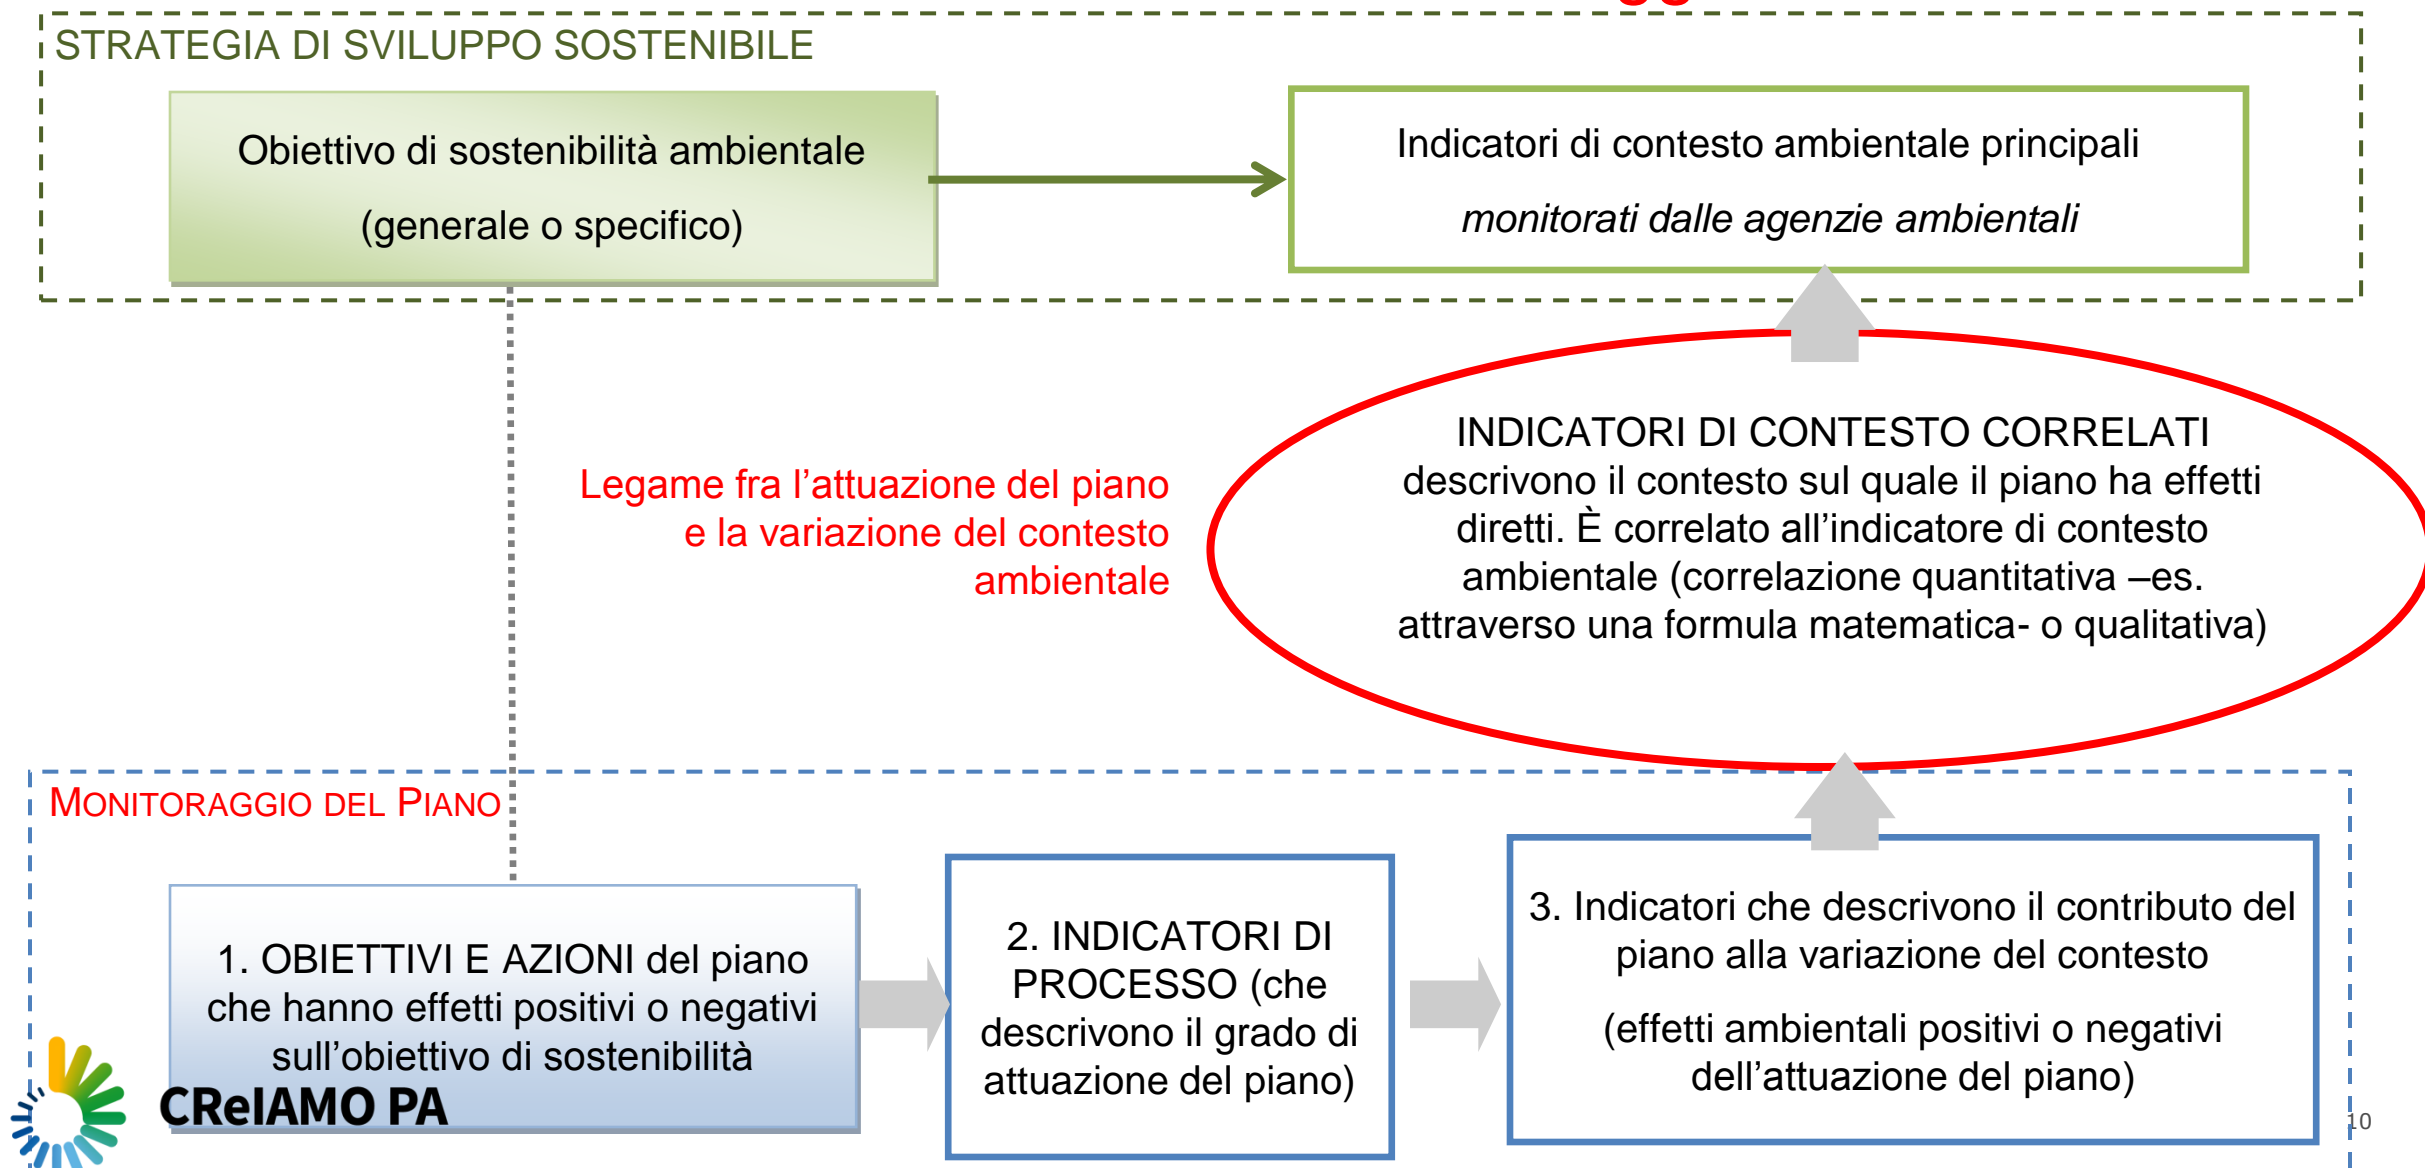 STRATEGIA DI SVILUPPO SOSTENIBILE
Obiettivo di sostenibilità ambientale
(generale o specifico)
Indicatori di contesto ambientale principali
monitorati dalle agenzie ambientali
Legame fra l’attuazione del piano
e la variazione del contesto
ambientale
INDICATORI DI CONTESTO CORRELATI
descrivono il contesto sul quale il piano ha effetti
diretti. È correlato all’indicatore di contesto
ambientale (correlazione quantitativa –es.
attraverso una formula matematica- o qualitativa)
MONITORAGGIO DEL PIANO
1. OBIETTIVI E AZIONI del piano
che hanno effetti positivi o negativi
sull’obiettivo di sostenibilità
2. INDICATORI DI
PROCESSO (che
descrivono il grado di
attuazione del piano)
3. Indicatori che descrivono il contributo del
piano alla variazione del contesto
(effetti ambientali positivi o negativi
dell’attuazione del piano)
CReIAMO PA
10